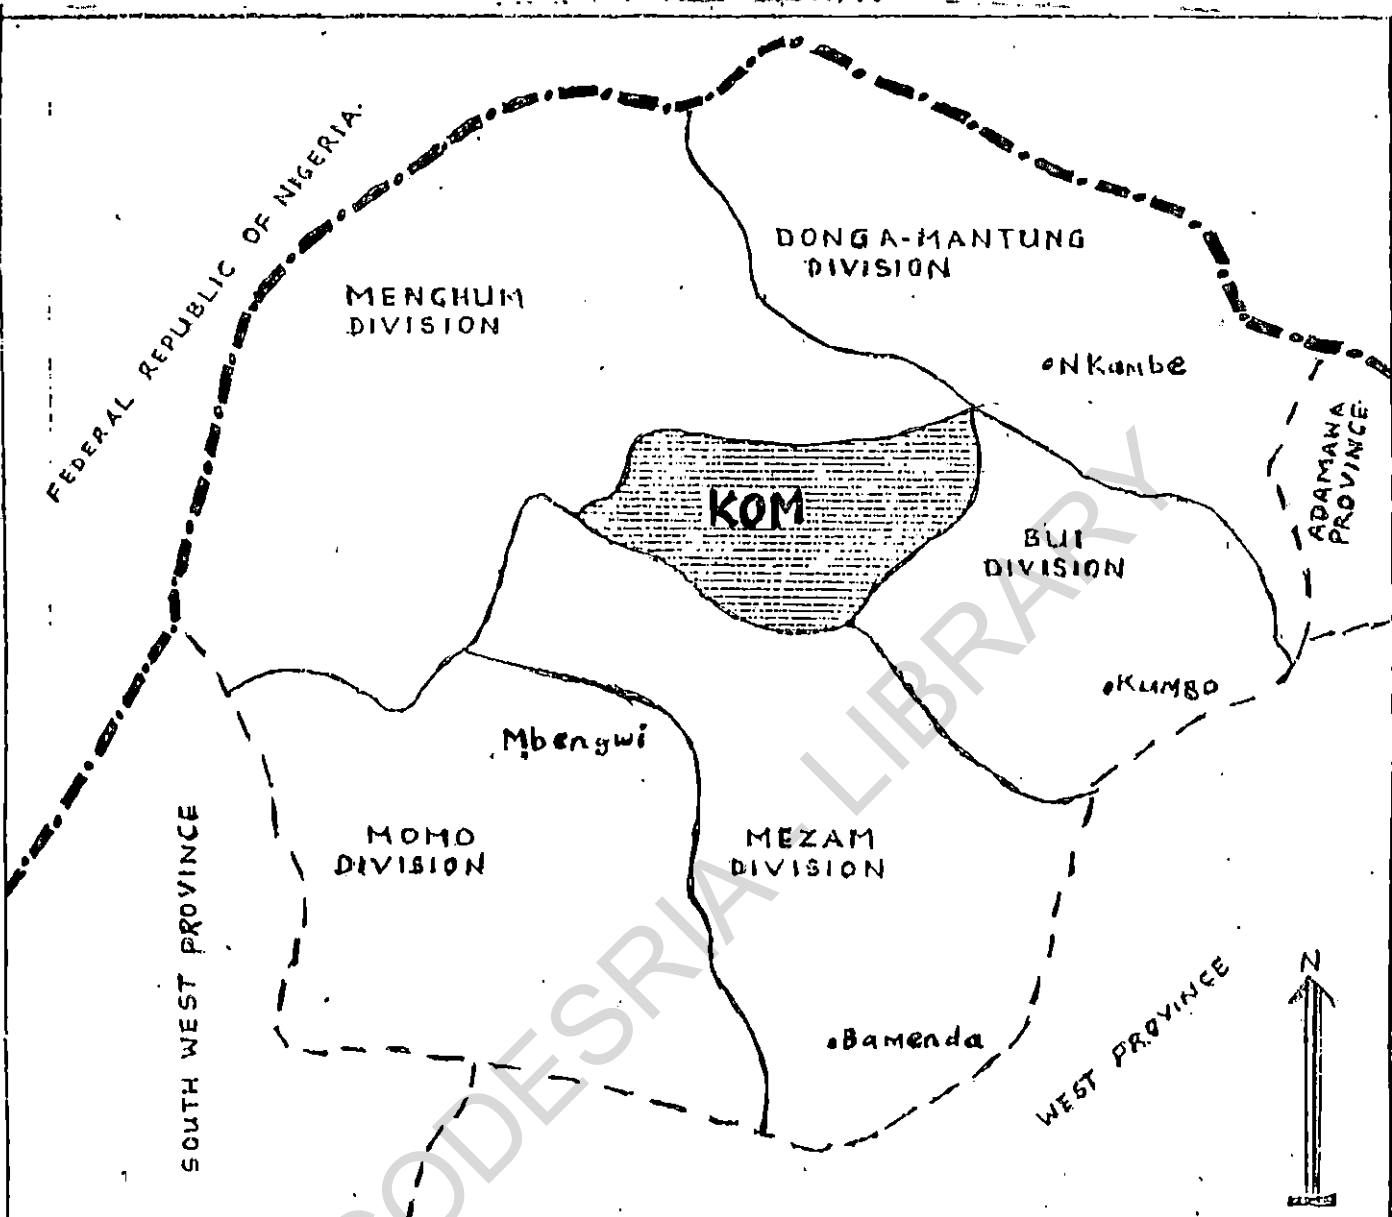 FEDERAL REPUBLIC OF NIGERIA.
DONGA-MANTUNG
DIVISION
MENCHUM
DIVISION
NKambe
ADAMAWA
PROVINCE
KOM
BUI
DIVISION
KUMBO
Mbengwi
MOMO
DIVISION
MEZAM
DIVISION
SOUTH WEST PROVINCE
Bamenda
WEST PROVINCE
N
CODESRIA - LIBRARY